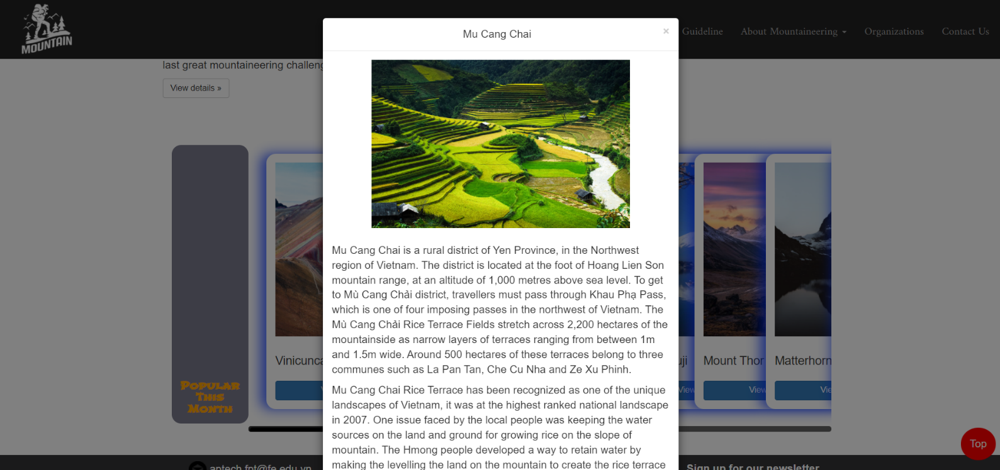 MOUNTAIN
Guideline
About Mountaineering
Organizations
Contact Us
last great mountaineering challeng
View details »
Mu Cang Chai
×
Mu Cang Chai is a rural district of Yen Province, in the Northwest
region of Vietnam. The district is located at the foot of Hoang Lien Son
mountain range, at an altitude of 1,000 metres above sea level. To get
to Mù Cang Chải district, travellers must pass through Khau Phạ Pass,
which is one of four imposing passes in the northwest of Vietnam. The
Mù Cang Chải Rice Terrace Fields stretch across 2,200 hectares of the
mountainside as narrow layers of terraces ranging from between 1m
and 1.5m wide. Around 500 hectares of these terraces belong to three
communes such as La Pan Tan, Che Cu Nha and Ze Xu Phinh.
Mu Cang Chai Rice Terrace has been recognized as one of the unique
landscapes of Vietnam, it was at the highest ranked national landscape
in 2007. One issue faced by the local people was keeping the water
sources on the land and ground for growing rice on the slope of
mountain. The Hmong people developed a way to retain water by
making the levelling the land on the mountain to create the rice terrace
Popular
This
Month
Vinicunca
uji
Mount Thor
Matterhorn
View
View
Vie
Top
aptech.fpt@fe.edu.vn
Sign up for our newsletter